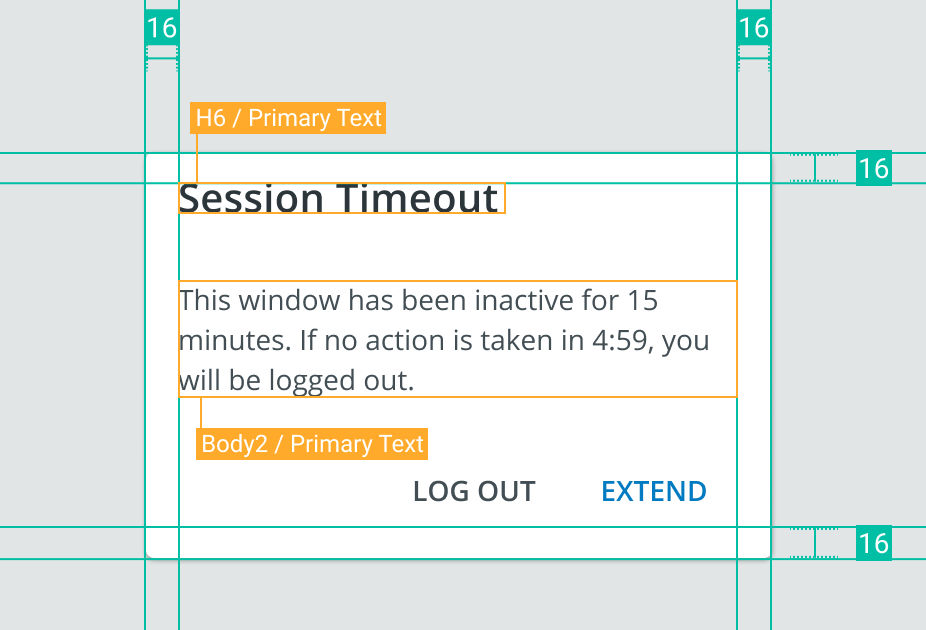 16
16
H6 / Primary Text
16
Session Timeout
This window has been inactive for 15
minutes. If no action is taken in 4:59, you
will be logged out.
Body2 / Primary Text
LOG OUT
EXTEND
16